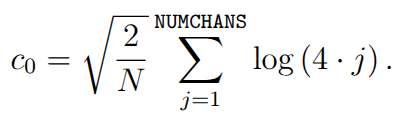 c₀ = √(2/N) ∑_{j=1}^{NUMCHANS} log (4 · j) .